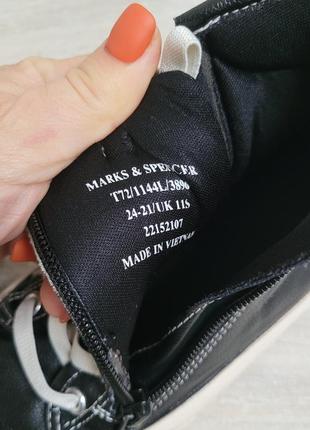 MARKS & SPENCER
T72/1144L/3896
24-21/UK 11S
22152107
MADE IN VIETNAM